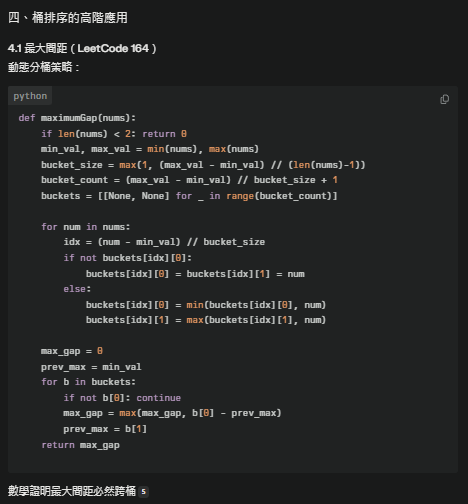 四、桶排序的高階應用
4.1 最大間距（LeetCode 164）
動態分桶策略：
python
def maximumGap(nums):
    if len(nums) < 2: return 0
    min_val, max_val = min(nums), max(nums)
    bucket_size = max(1, (max_val - min_val) // (len(nums)-1))
    bucket_count = (max_val - min_val) // bucket_size + 1
    buckets = [[None, None] for _ in range(bucket_count)]

    for num in nums:
        idx = (num - min_val) // bucket_size
        if not buckets[idx][0]:
            buckets[idx][0] = buckets[idx][1] = num
        else:
            buckets[idx][0] = min(buckets[idx][0], num)
            buckets[idx][1] = max(buckets[idx][1], num)

    max_gap = 0
    prev_max = min_val
    for b in buckets:
        if not b[0]: continue
        max_gap = max(max_gap, b[0] - prev_max)
        prev_max = b[1]
    return max_gap
數學證明最大間距必然跨桶 5